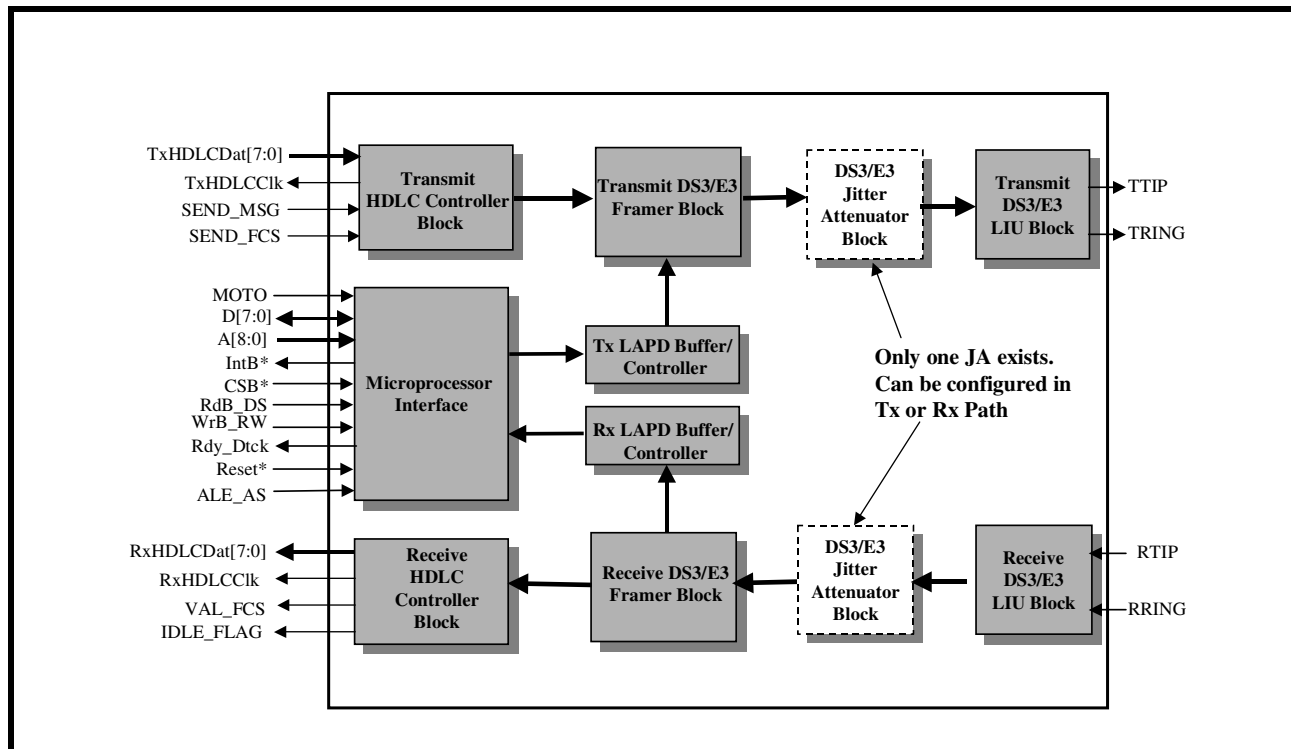 TxHDLCDat[7:0]
TxHDLCClk
SEND_MSG
SEND_FCS
Transmit
HDLC Controller
Block
Transmit DS3/E3
Framer Block
DS3/E3
Jitter
Attenuator
Block
Transmit
DS3/E3
LIU Block
TTIP
TRING
MOTO
D[7:0]
A[8:0]
IntB*
CSB*
RdB_DS
WrB_RW
Rdy_Dtck
Reset*
ALE_AS
Microprocessor
Interface
Tx LAPD Buffer/
Controller
Rx LAPD Buffer/
Controller
Only one JA exists.
Can be configured in
Tx or Rx Path
RxHDLCDat[7:0]
RxHDLCClk
VAL_FCS
IDLE_FLAG
Receive
HDLC
Controller
Block
Receive DS3/E3
Framer Block
DS3/E3
Jitter
Attenuator
Block
Receive
DS3/E3
LIU Block
RTIP
RRING